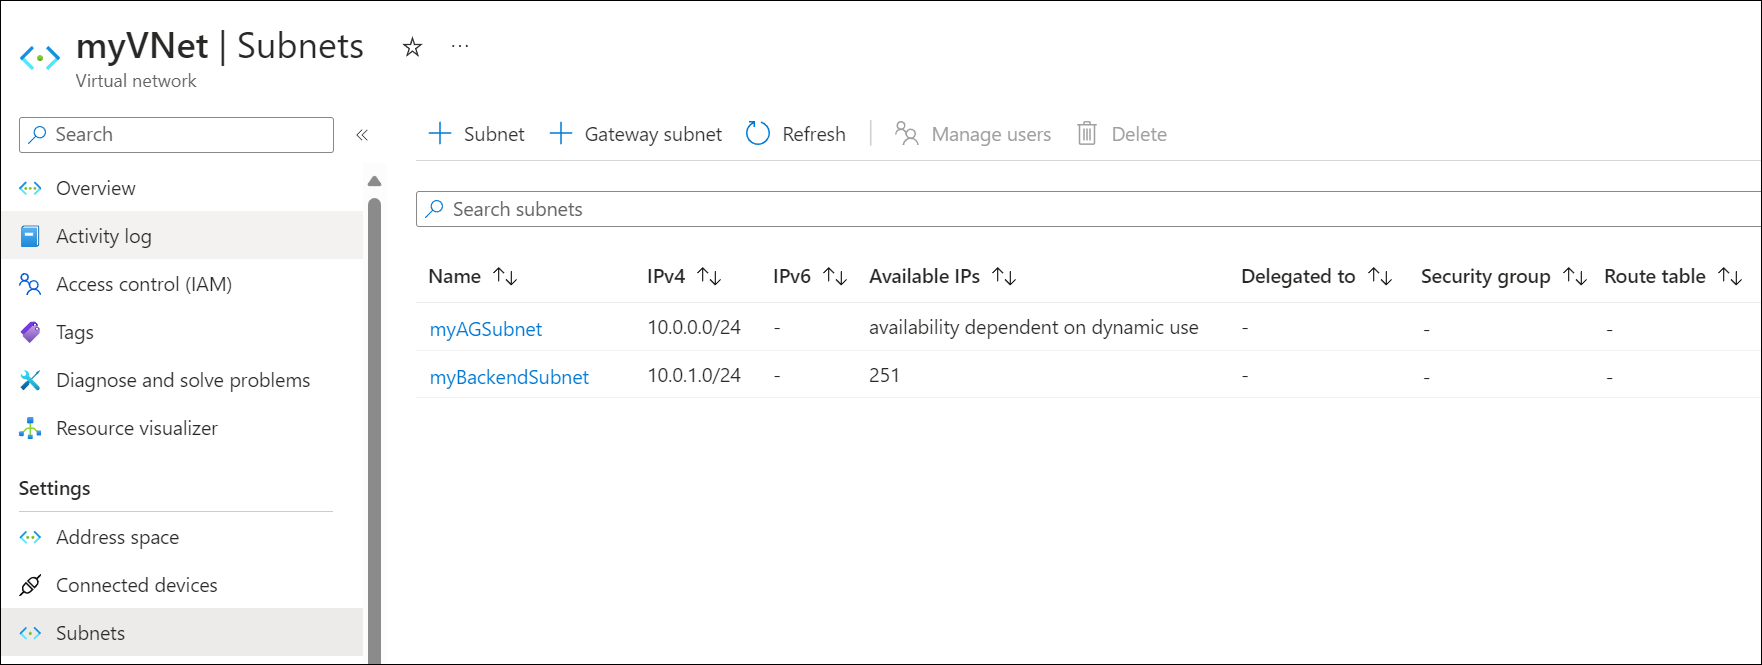 myVNet | Subnets
Virtual network
Search
Overview
Activity log
Access control (IAM)
Tags
Diagnose and solve problems
Resource visualizer
Settings
Address space
Connected devices
Subnets
Subnet Gateway subnet Refresh Manage users Delete
Search subnets
Name IPv4 IPv6 Available IPs Delegated to Security group Route table
myAGSubnet 10.0.0.0/24 - availability dependent on dynamic use - - -
myBackendSubnet 10.0.1.0/24 - 251 - - -